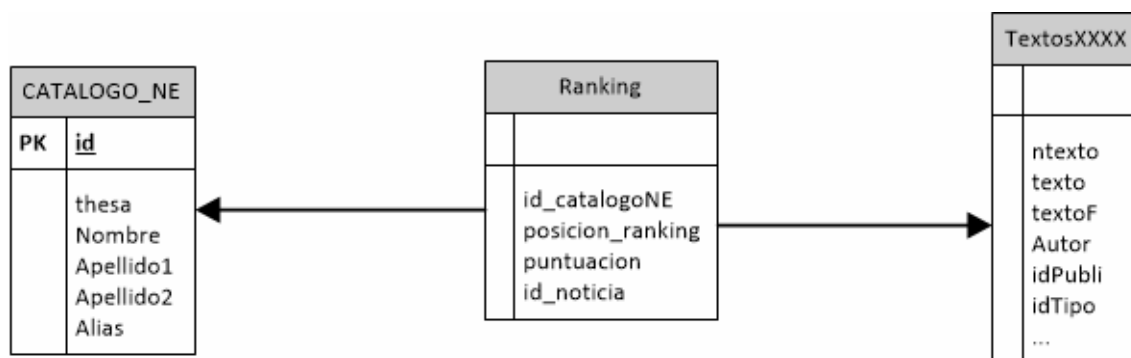 CATALOGO_NE
PK id
thesa
Nombre
Apellido1
Apellido2
Alias
Ranking
id_catalogoNE
posicion_ranking
puntuacion
id_noticia
TextosXXXX
ntexto
texto
textoF
Autor
idPubli
idTipo
...